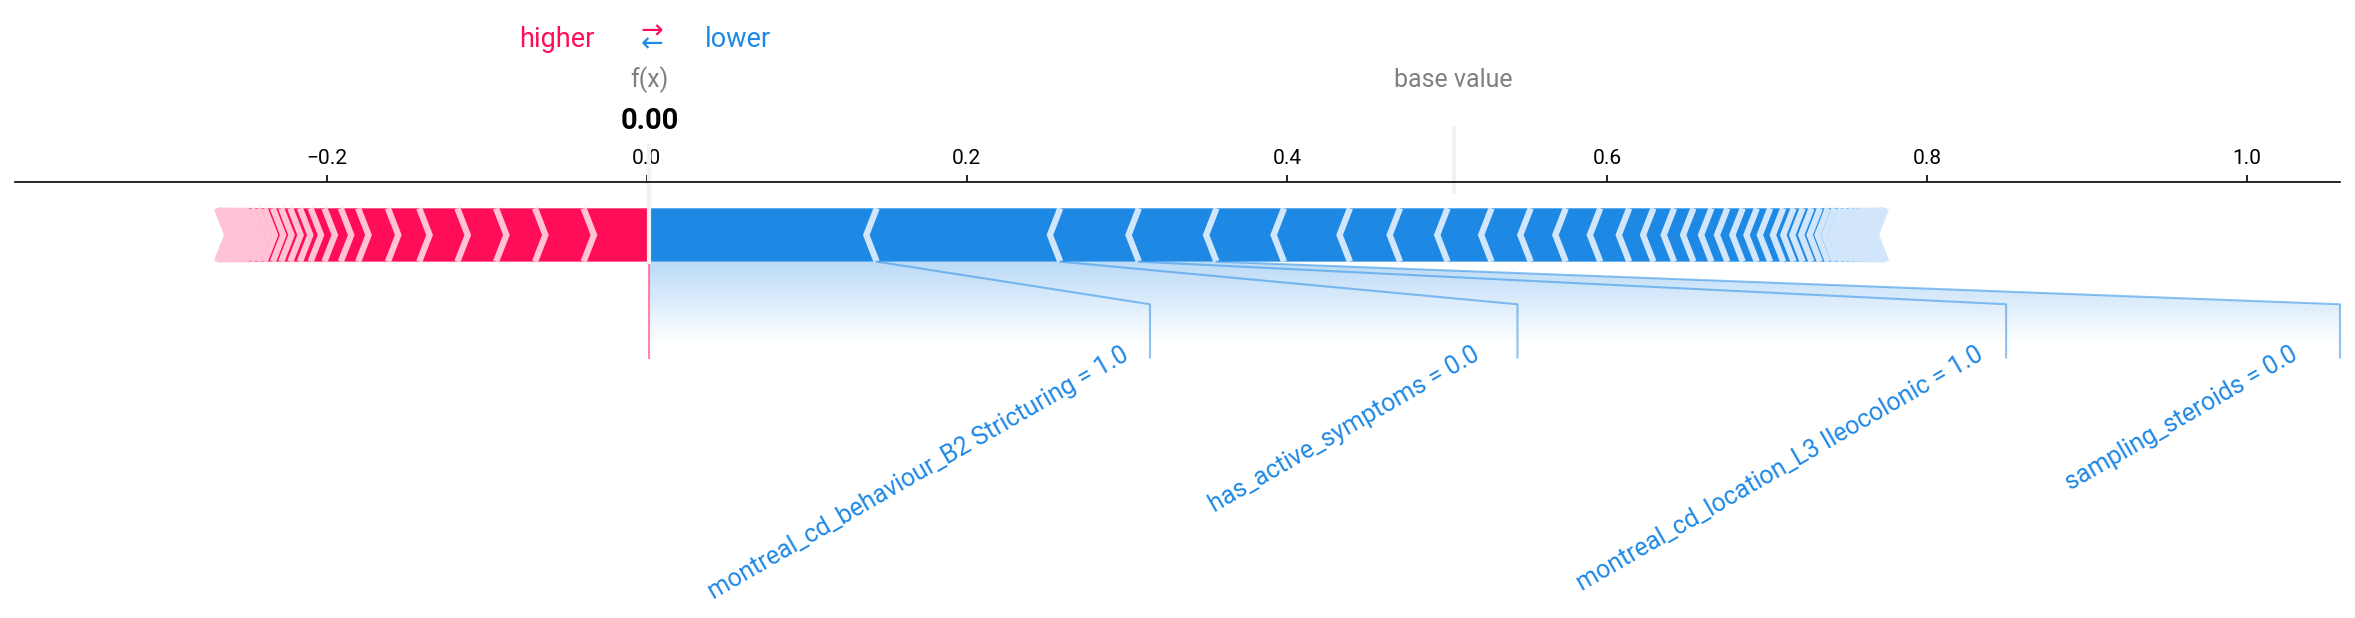 higher ⇄ lower
f(x)
base value
0.00
−0.2
0.0
0.2
0.4
0.6
0.8
1.0
montreal_cd_behaviour_B2 Stricturing = 1.0
has_active_symptoms = 0.0
montreal_cd_location_L3 Ileocolonic = 1.0
sampling_steroids = 0.0